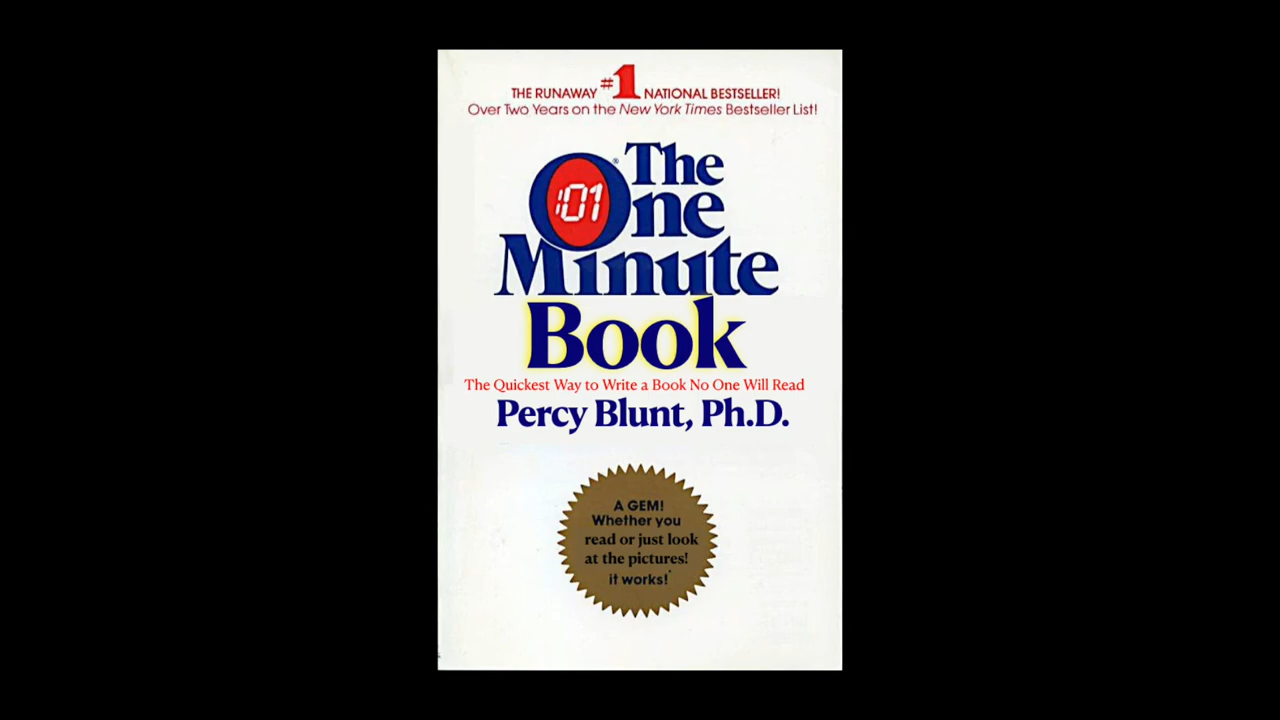 THE RUNAWAY #1 NATIONAL BESTSELLER!
Over Two Years on the New York Times Bestseller List!
The
One
:01
®
Minute
Book
The Quickest Way to Write a Book No One Will Read
Percy Blunt, Ph.D.
A GEM!
Whether you
read or just look
at the pictures!
it works!